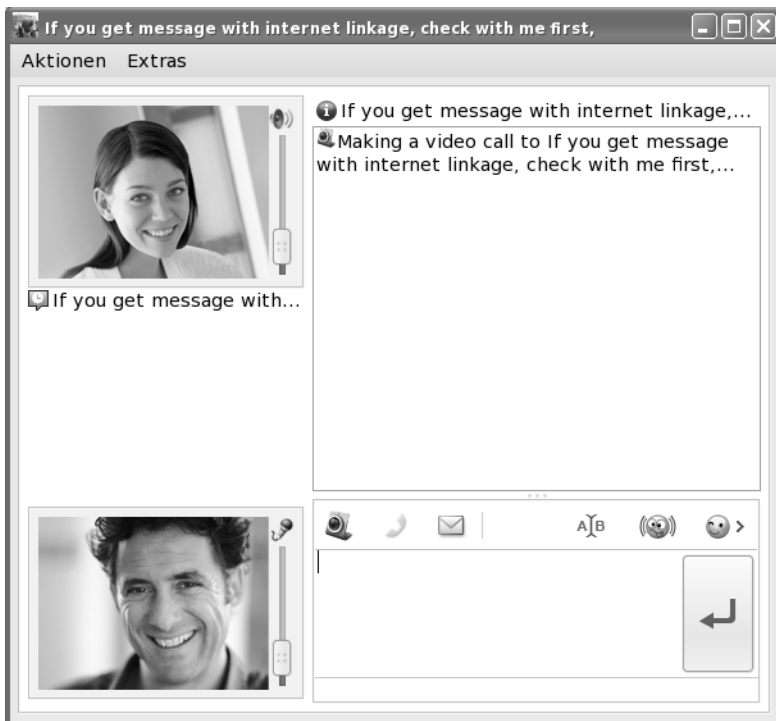 If you get message with internet linkage, check with me first,
Aktionen Extras
If you get message with internet linkage,...
Making a video call to If you get message
with internet linkage, check with me first,...
If you get message with...
A B